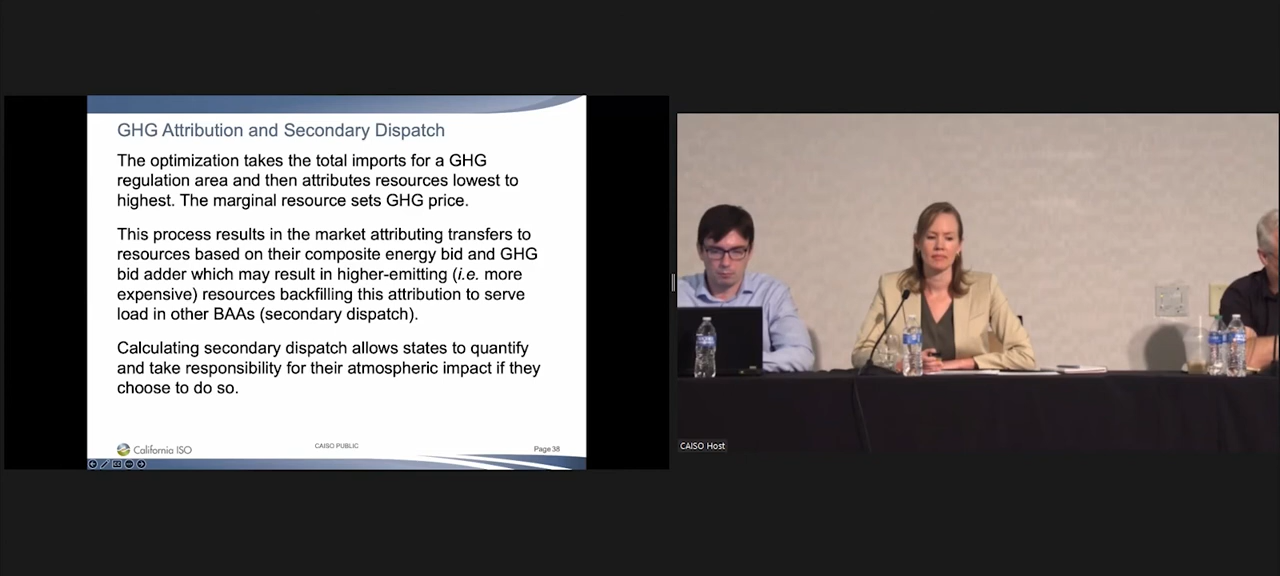 GHG Attribution and Secondary Dispatch
The optimization takes the total imports for a GHG
regulation area and then attributes resources lowest to
highest. The marginal resource sets GHG price.
This process results in the market attributing transfers to
resources based on their composite energy bid and GHG
bid adder which may result in higher-emitting (i.e. more
expensive) resources backfilling this attribution to serve
load in other BAAs (secondary dispatch).
Calculating secondary dispatch allows states to quantify
and take responsibility for their atmospheric impact if they
choose to do so.
California ISO
CAISO PUBLIC
Page 38
CAISO Host